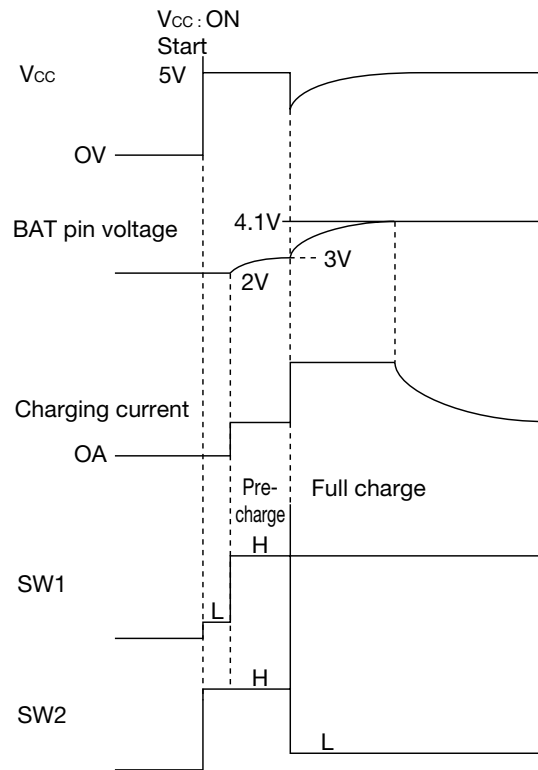 Vcc : ON
Start
Vcc
5V
OV
BAT pin voltage
4.1V
3V
2V
Charging current
OA
Pre-
charge
Full charge
H
SW1
L
H
SW2
L